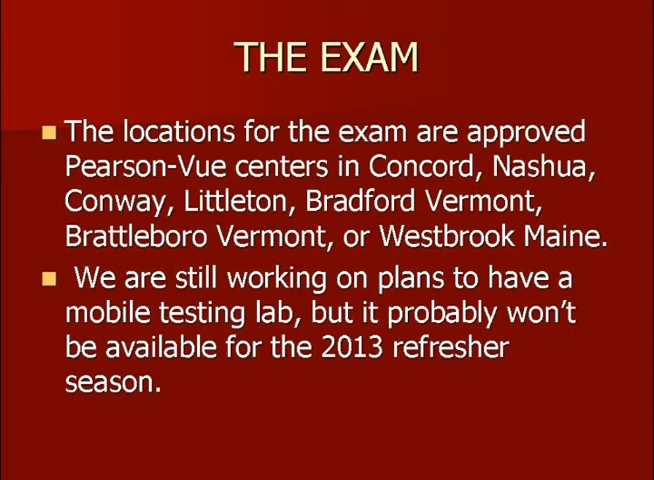 THE EXAM
The locations for the exam are approved
Pearson-Vue centers in Concord, Nashua,
Conway, Littleton, Bradford Vermont,
Brattleboro Vermont, or Westbrook Maine.
We are still working on plans to have a
mobile testing lab, but it probably won't
be available for the 2013 refresher
season.